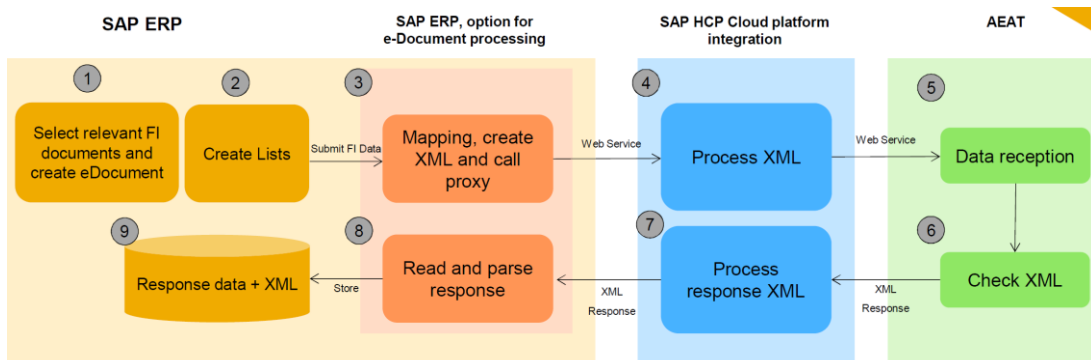 SAP ERP
SAP ERP, option for
e-Document processing
SAP HCP Cloud platform
integration
AEAT
1
2
3
4
5
Select relevant FI
documents and
create eDocument
Create Lists
Submit FI Data
Mapping, create
XML and call
proxy
Web Service
Process XML
Web Service
Data reception
9
8
7
6
Response data + XML
Store
Read and parse
response
XML
Response
Process
response XML
XML
Response
Check XML